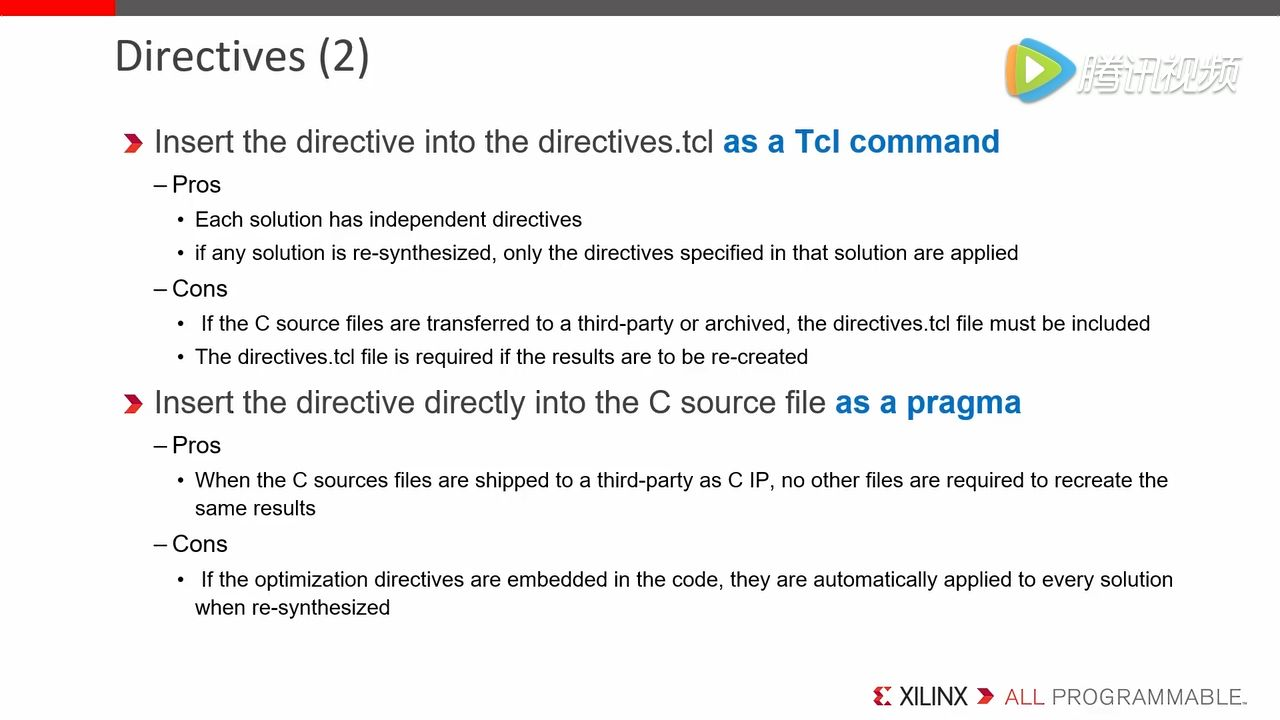 Directives (2)
腾讯视频
Insert the directive into the directives.tcl as a Tcl command
– Pros
• Each solution has independent directives
• if any solution is re-synthesized, only the directives specified in that solution are applied
– Cons
• If the C source files are transferred to a third-party or archived, the directives.tcl file must be included
• The directives.tcl file is required if the results are to be re-created
Insert the directive directly into the C source file as a pragma
– Pros
• When the C sources files are shipped to a third-party as C IP, no other files are required to recreate the
same results
– Cons
• If the optimization directives are embedded in the code, they are automatically applied to every solution
when re-synthesized
XILINX ALL PROGRAMMABLE™